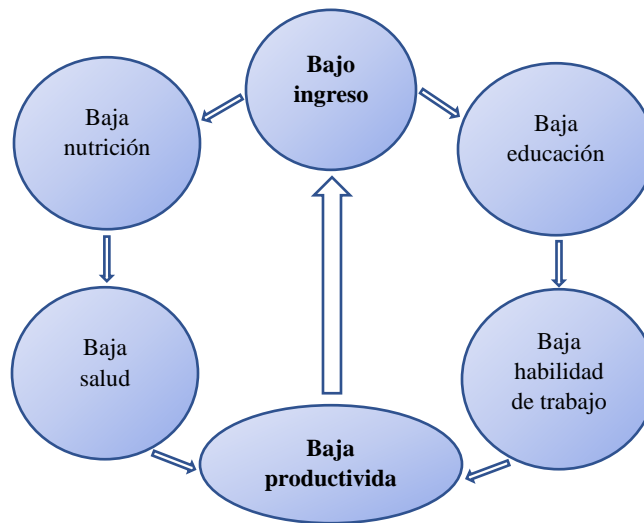 Bajo
ingreso
Baja
nutrición
Baja
educación
Baja
salud
Baja
habilidad
de trabajo
Baja
productivida